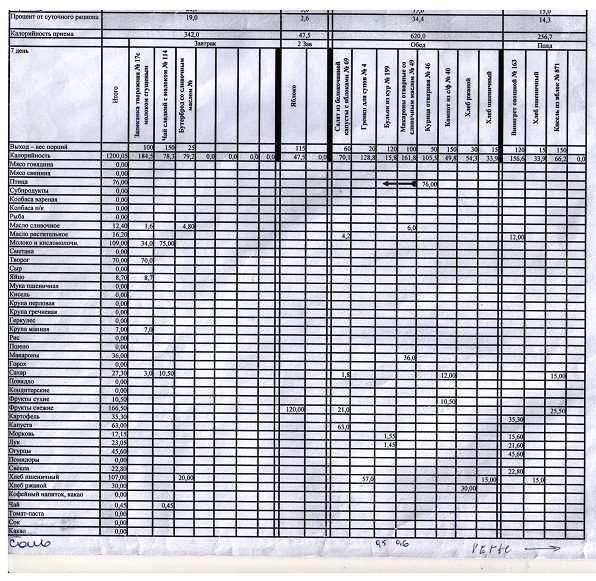 Процент от суточного рациона 19,0 2,6 34,4 14,3
Калорийность приема 342,0 47,5 620,0 256,7
7 день Завтрак 2 Зав Обед Полд
Итого
Запеканка творожная № 17с молоком сгущеным
Чай сладкий с молоком № 114
Бутерброд со сливочным маслом №
Яблоко
Салат из белокочанной капусты с яблоками № 69
Гренки для супов № 4
Бульон из кур № 199
Макароны отварные со сливочным маслом № 49
Курица отварная № 46
Компот из с/ф № 40
Хлеб ржаной
Хлеб пшеничный
Винегрет овощной № 163
Хлеб пшеничный
Кисель из яблок № 871
Выход – вес порций 100 150 25 115 60 20 120 100 50 150 30 15 120 15 150
Калорийность 1200,05 184,5 78,3 79,2 0,0 0,0 0,0 47,5 0,0 70,1 128,8 15,8 161,8 105,5 49,8 54,3 33,9 156,6 33,9 66,2 0,0
Мясо говядина 0,00
Мясо свинина 0,00
Птица 76,00 76,00
Субпродукты 0,00
Колбаса вареная 0,00
Колбаса п/к 0,00
Рыба 0,00
Масло сливочное 12,40 1,6 4,80 6,0
Масло растительное 16,20 4,2 12,00
Молоко и кисломолочн. 109,00 34,0 75,00
Сметана 0,00
Творог 70,00 70,0
Сыр 0,00
Яйцо 8,70 8,7
Мука пшеничная 0,00
Кисель 0,00
Крупа перловая 0,00
Крупа гречневая 0,00
Геркулес 0,00
Крупа манная 7,00 7,0
Рис 0,00
Пшено 0,00
Макароны 36,00 36,0
Горох 0,00
Сахар 27,30 3,0 10,50 1,8 12,00 15,00
Повидло 0,00
Кондитерские 0,00
Фрукты сухие 10,50 10,50
Фрукты свежие 166,50 120,00 21,0 25,50
Картофель 35,30 35,30
Капуста 63,00 63,0
Морковь 17,15 1,55 15,60
Лук 23,05 1,45 21,60
Огурцы 45,60 45,60
Помидоры 0,00
Свёкла 22,80 22,80
Хлеб пшеничный 107,00 20,00 57,0 15,00 15,0
Хлеб ржаной 30,00 30,00
Кофейный напиток, какао 0,00
Чай 0,45 0,45
Томат-паста 0,00
Сок 0,00
Какао 0,00
соль 0,5 0,6